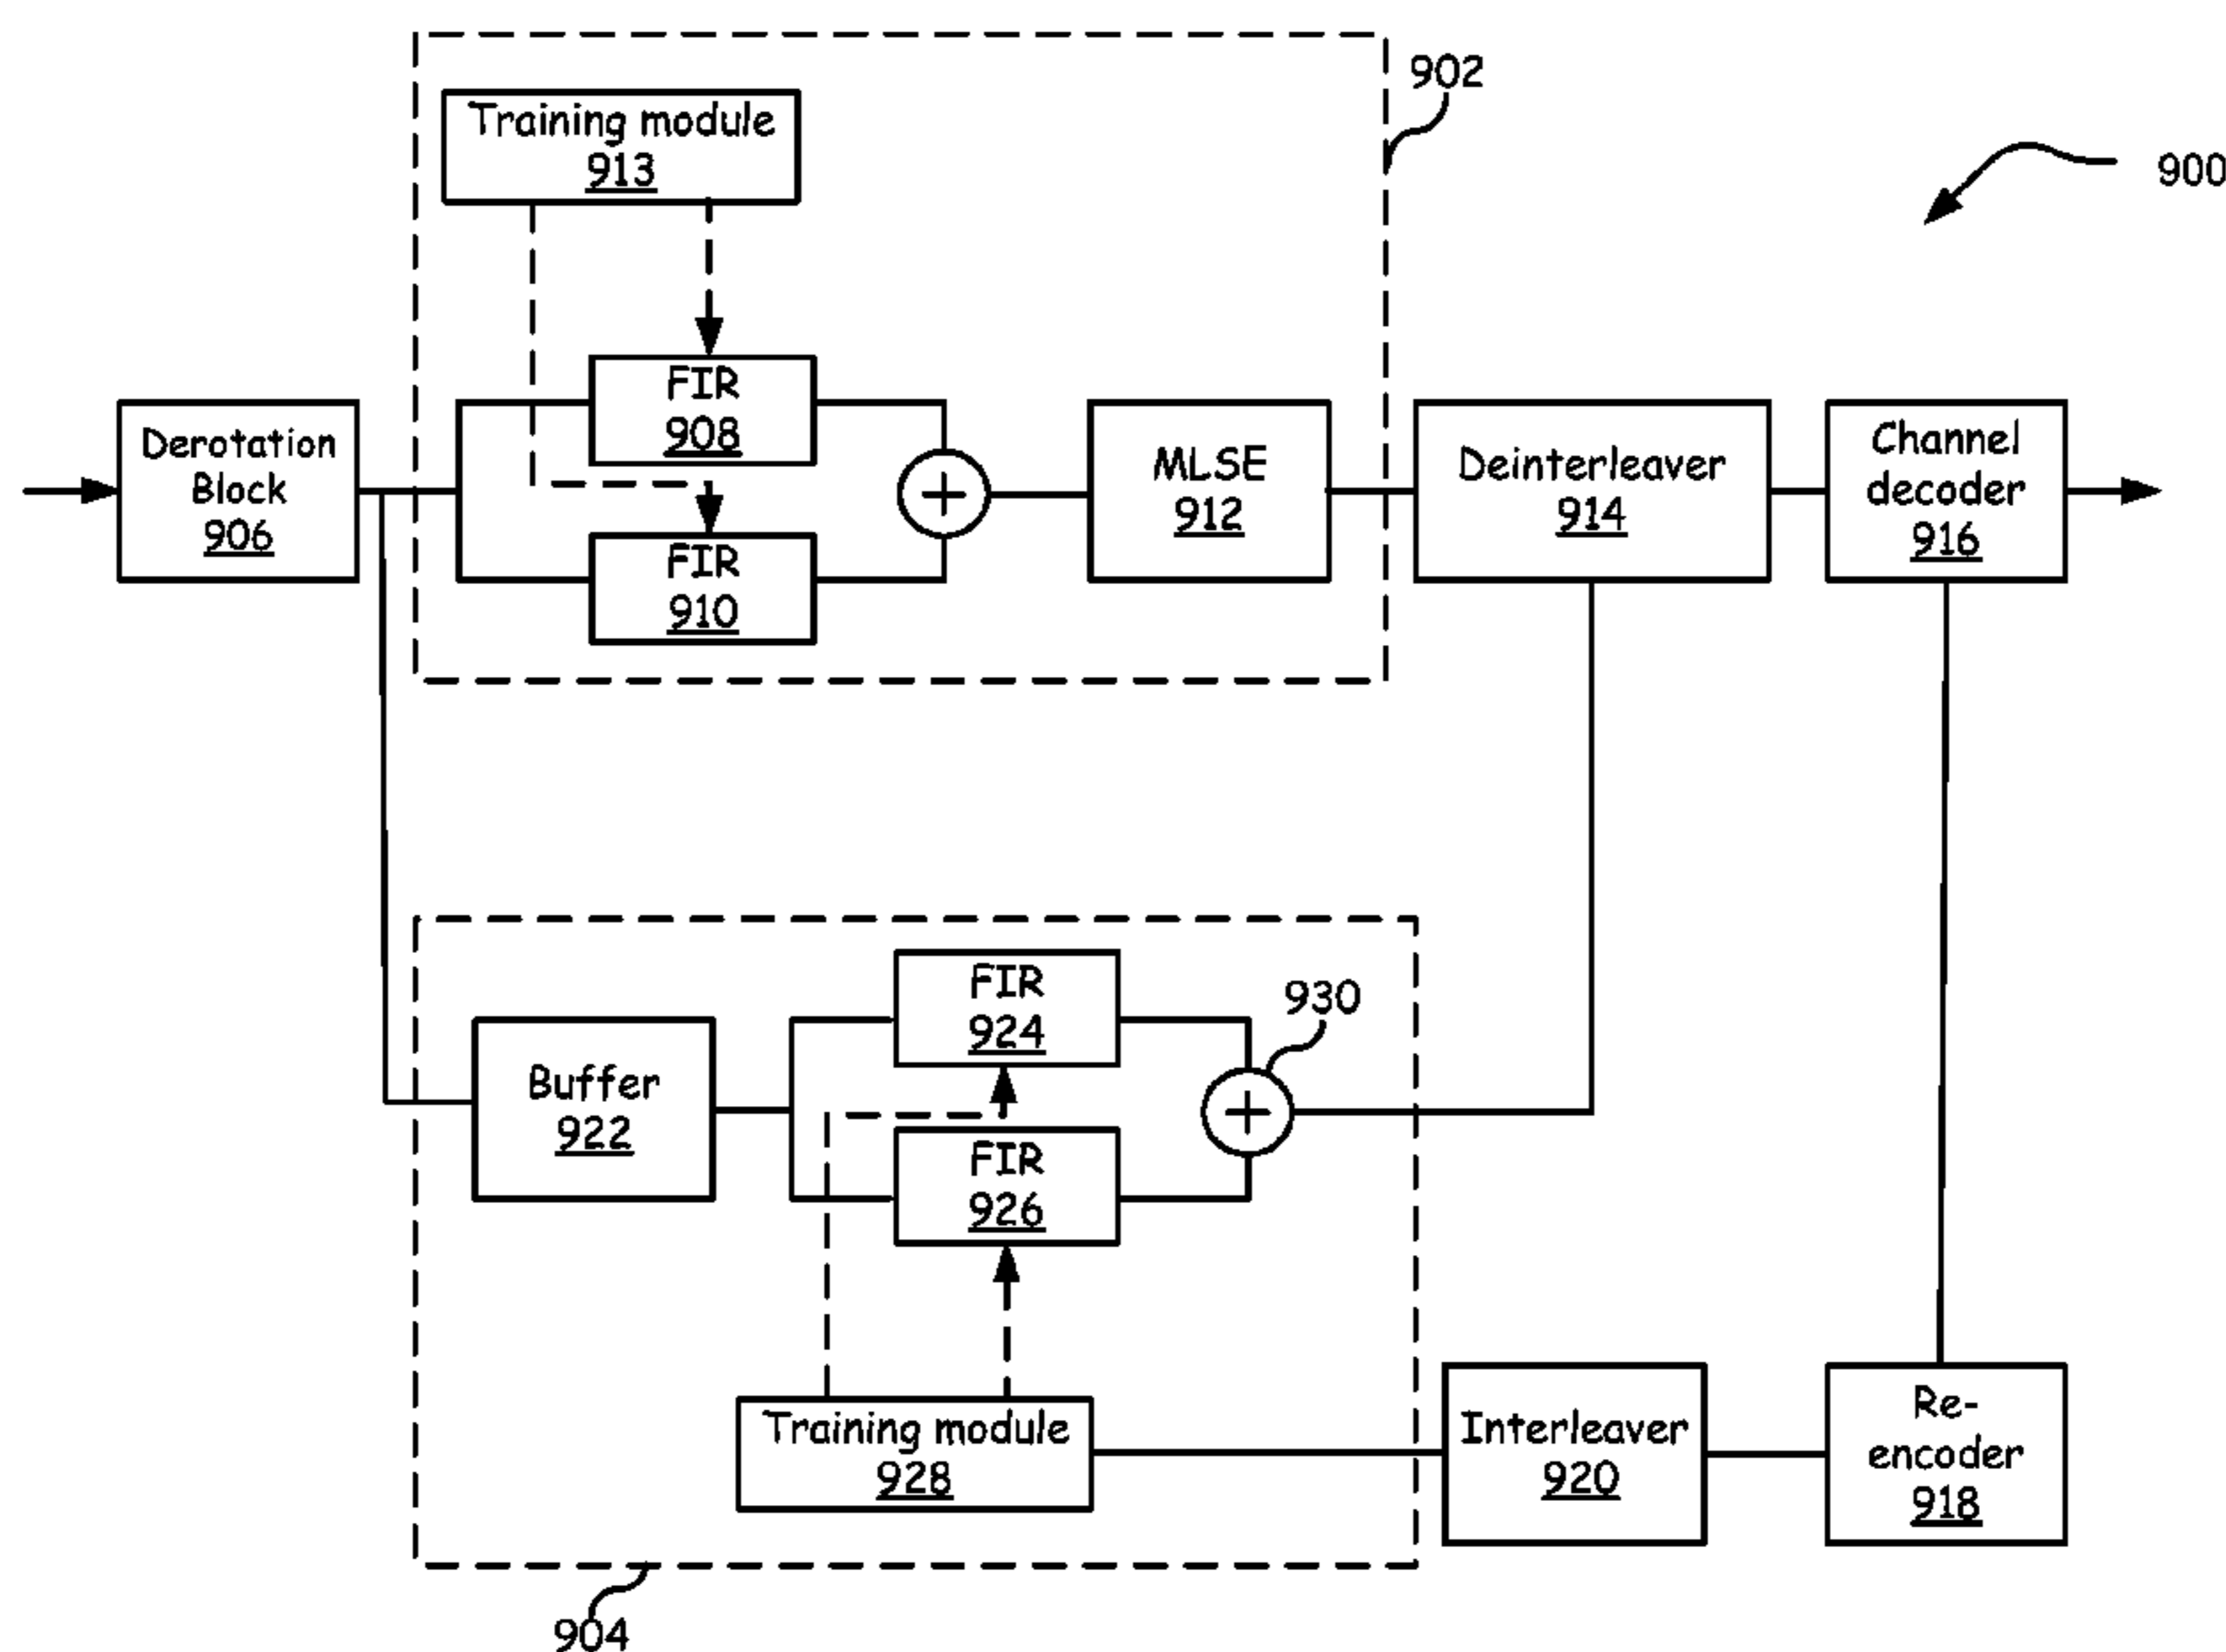 902
Training module
913
900
FIR
908
Derotation
Block
906
MLSE
912
Deinterleaver
914
Channel
decoder
916
FIR
910
FIR
924
930
Buffer
922
FIR
926
Training module
928
Interleaver
920
Re-
encoder
918
904